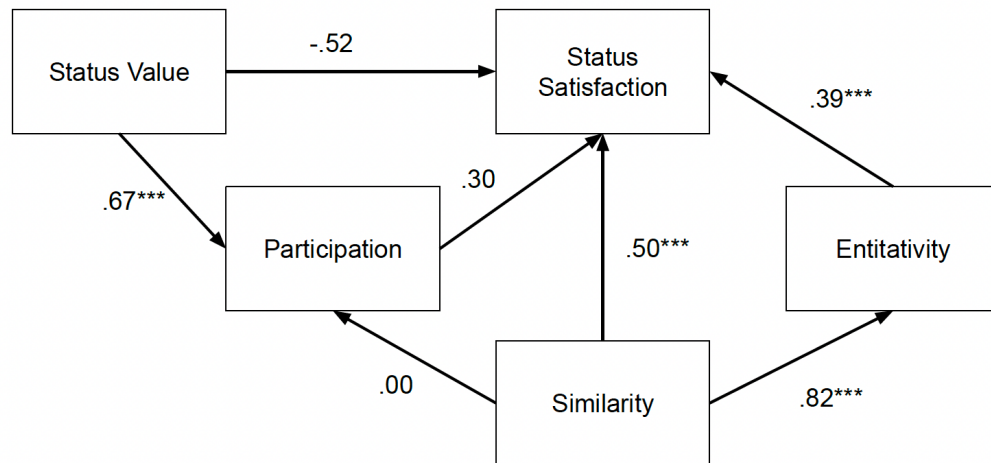 -.52
Status Value
Status
Satisfaction
.39***
.67***
.30
Participation
.50***
Entitativity
.00
Similarity
.82***